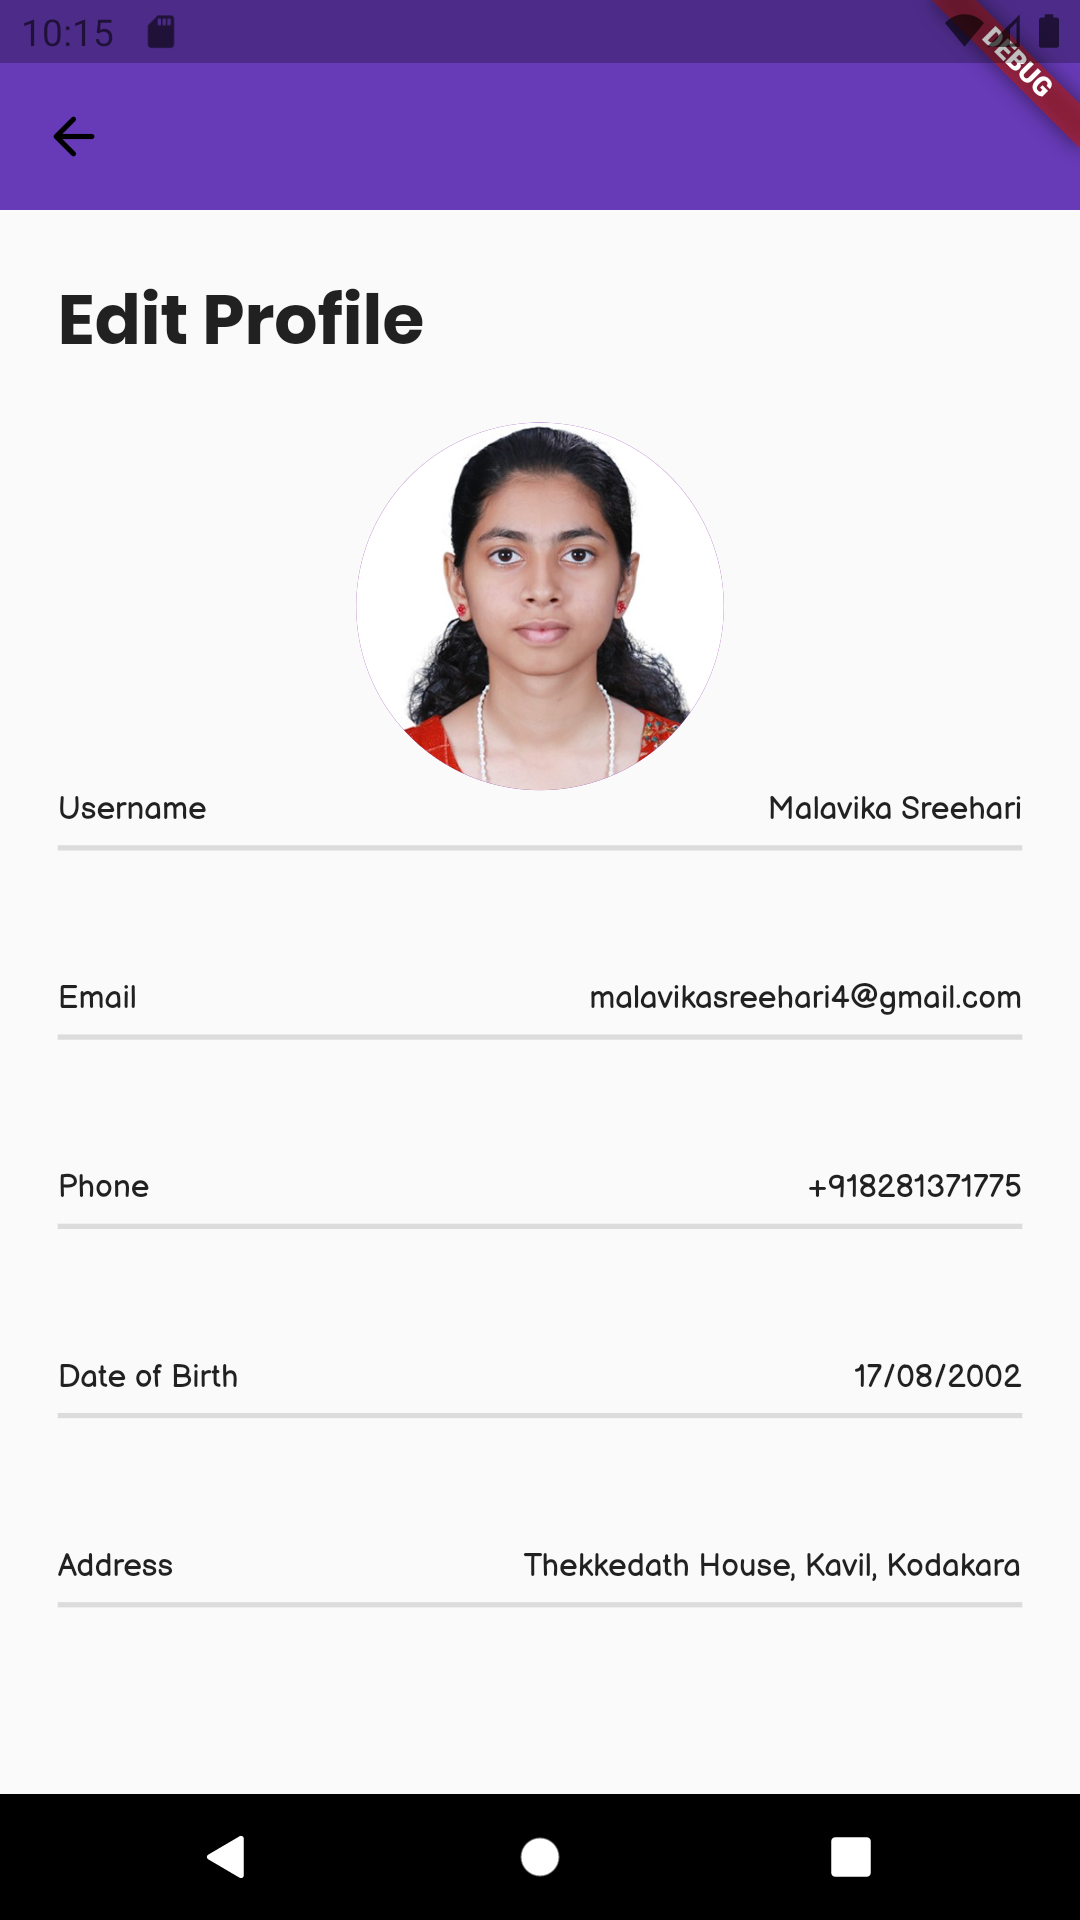 10:15
DEBUG
Edit Profile
Username Malavika Sreehari
Email malavikasreehari4@gmail.com
Phone +918281371775
Date of Birth 17/08/2002
Address Thekkedath House, Kavil, Kodakara